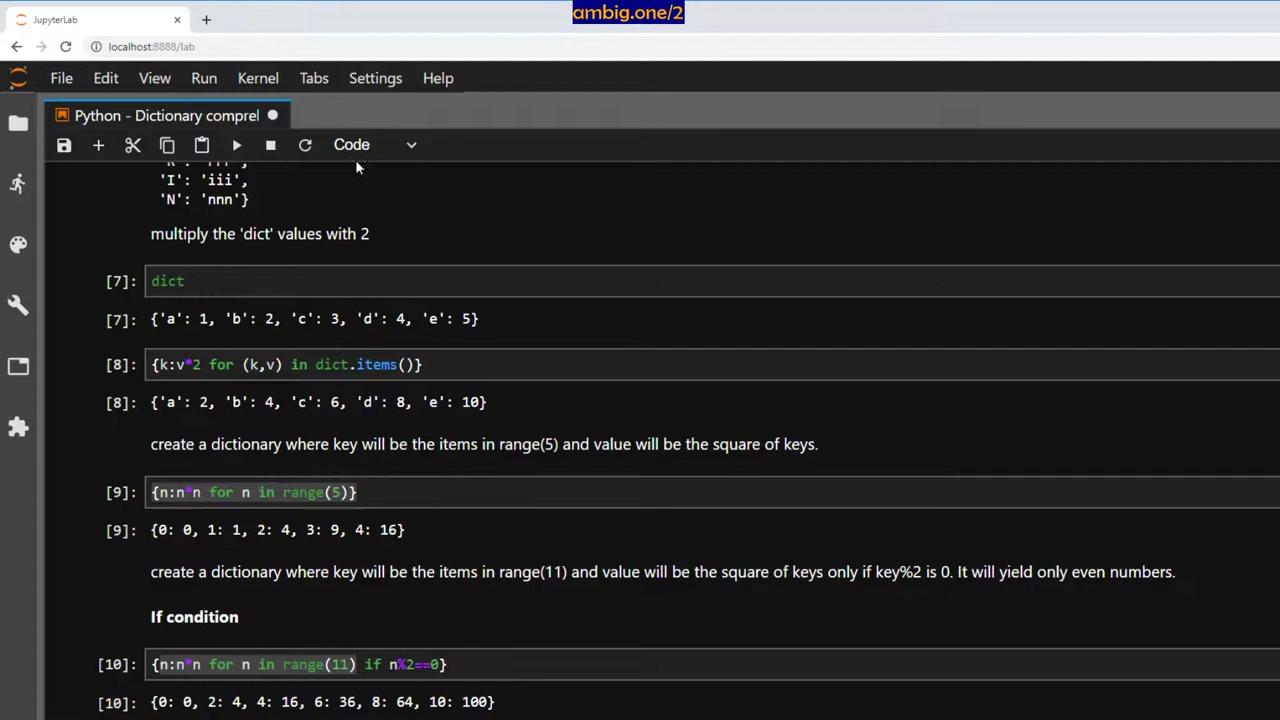 ambig.one/2
JupyterLab
localhost:8888/lab
File Edit View Run Kernel Tabs Settings Help
Python - Dictionary comprel
Code
'I': 'iii',
'N': 'nnn'}
multiply the 'dict' values with 2
[7]: dict
[7]: {'a': 1, 'b': 2, 'c': 3, 'd': 4, 'e': 5}
[8]: {k:v*2 for (k,v) in dict.items()}
[8]: {'a': 2, 'b': 4, 'c': 6, 'd': 8, 'e': 10}
create a dictionary where key will be the items in range(5) and value will be the square of keys.
[9]: {n:n*n for n in range(5)}
[9]: {0: 0, 1: 1, 2: 4, 3: 9, 4: 16}
create a dictionary where key will be the items in range(11) and value will be the square of keys only if key%2 is 0. It will yield only even numbers.
If condition
[10]: {n:n*n for n in range(11) if n%2==0}
[10]: {0: 0, 2: 4, 4: 16, 6: 36, 8: 64, 10: 100}